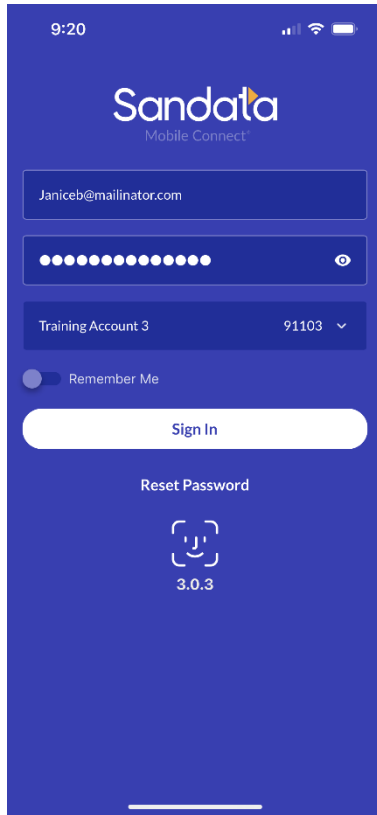 9:20
Sandata
Mobile Connect
Janiceb@mailinator.com
●●●●●●●●●●●●●●
Training Account 3 91103
Remember Me
Sign In
Reset Password
3.0.3